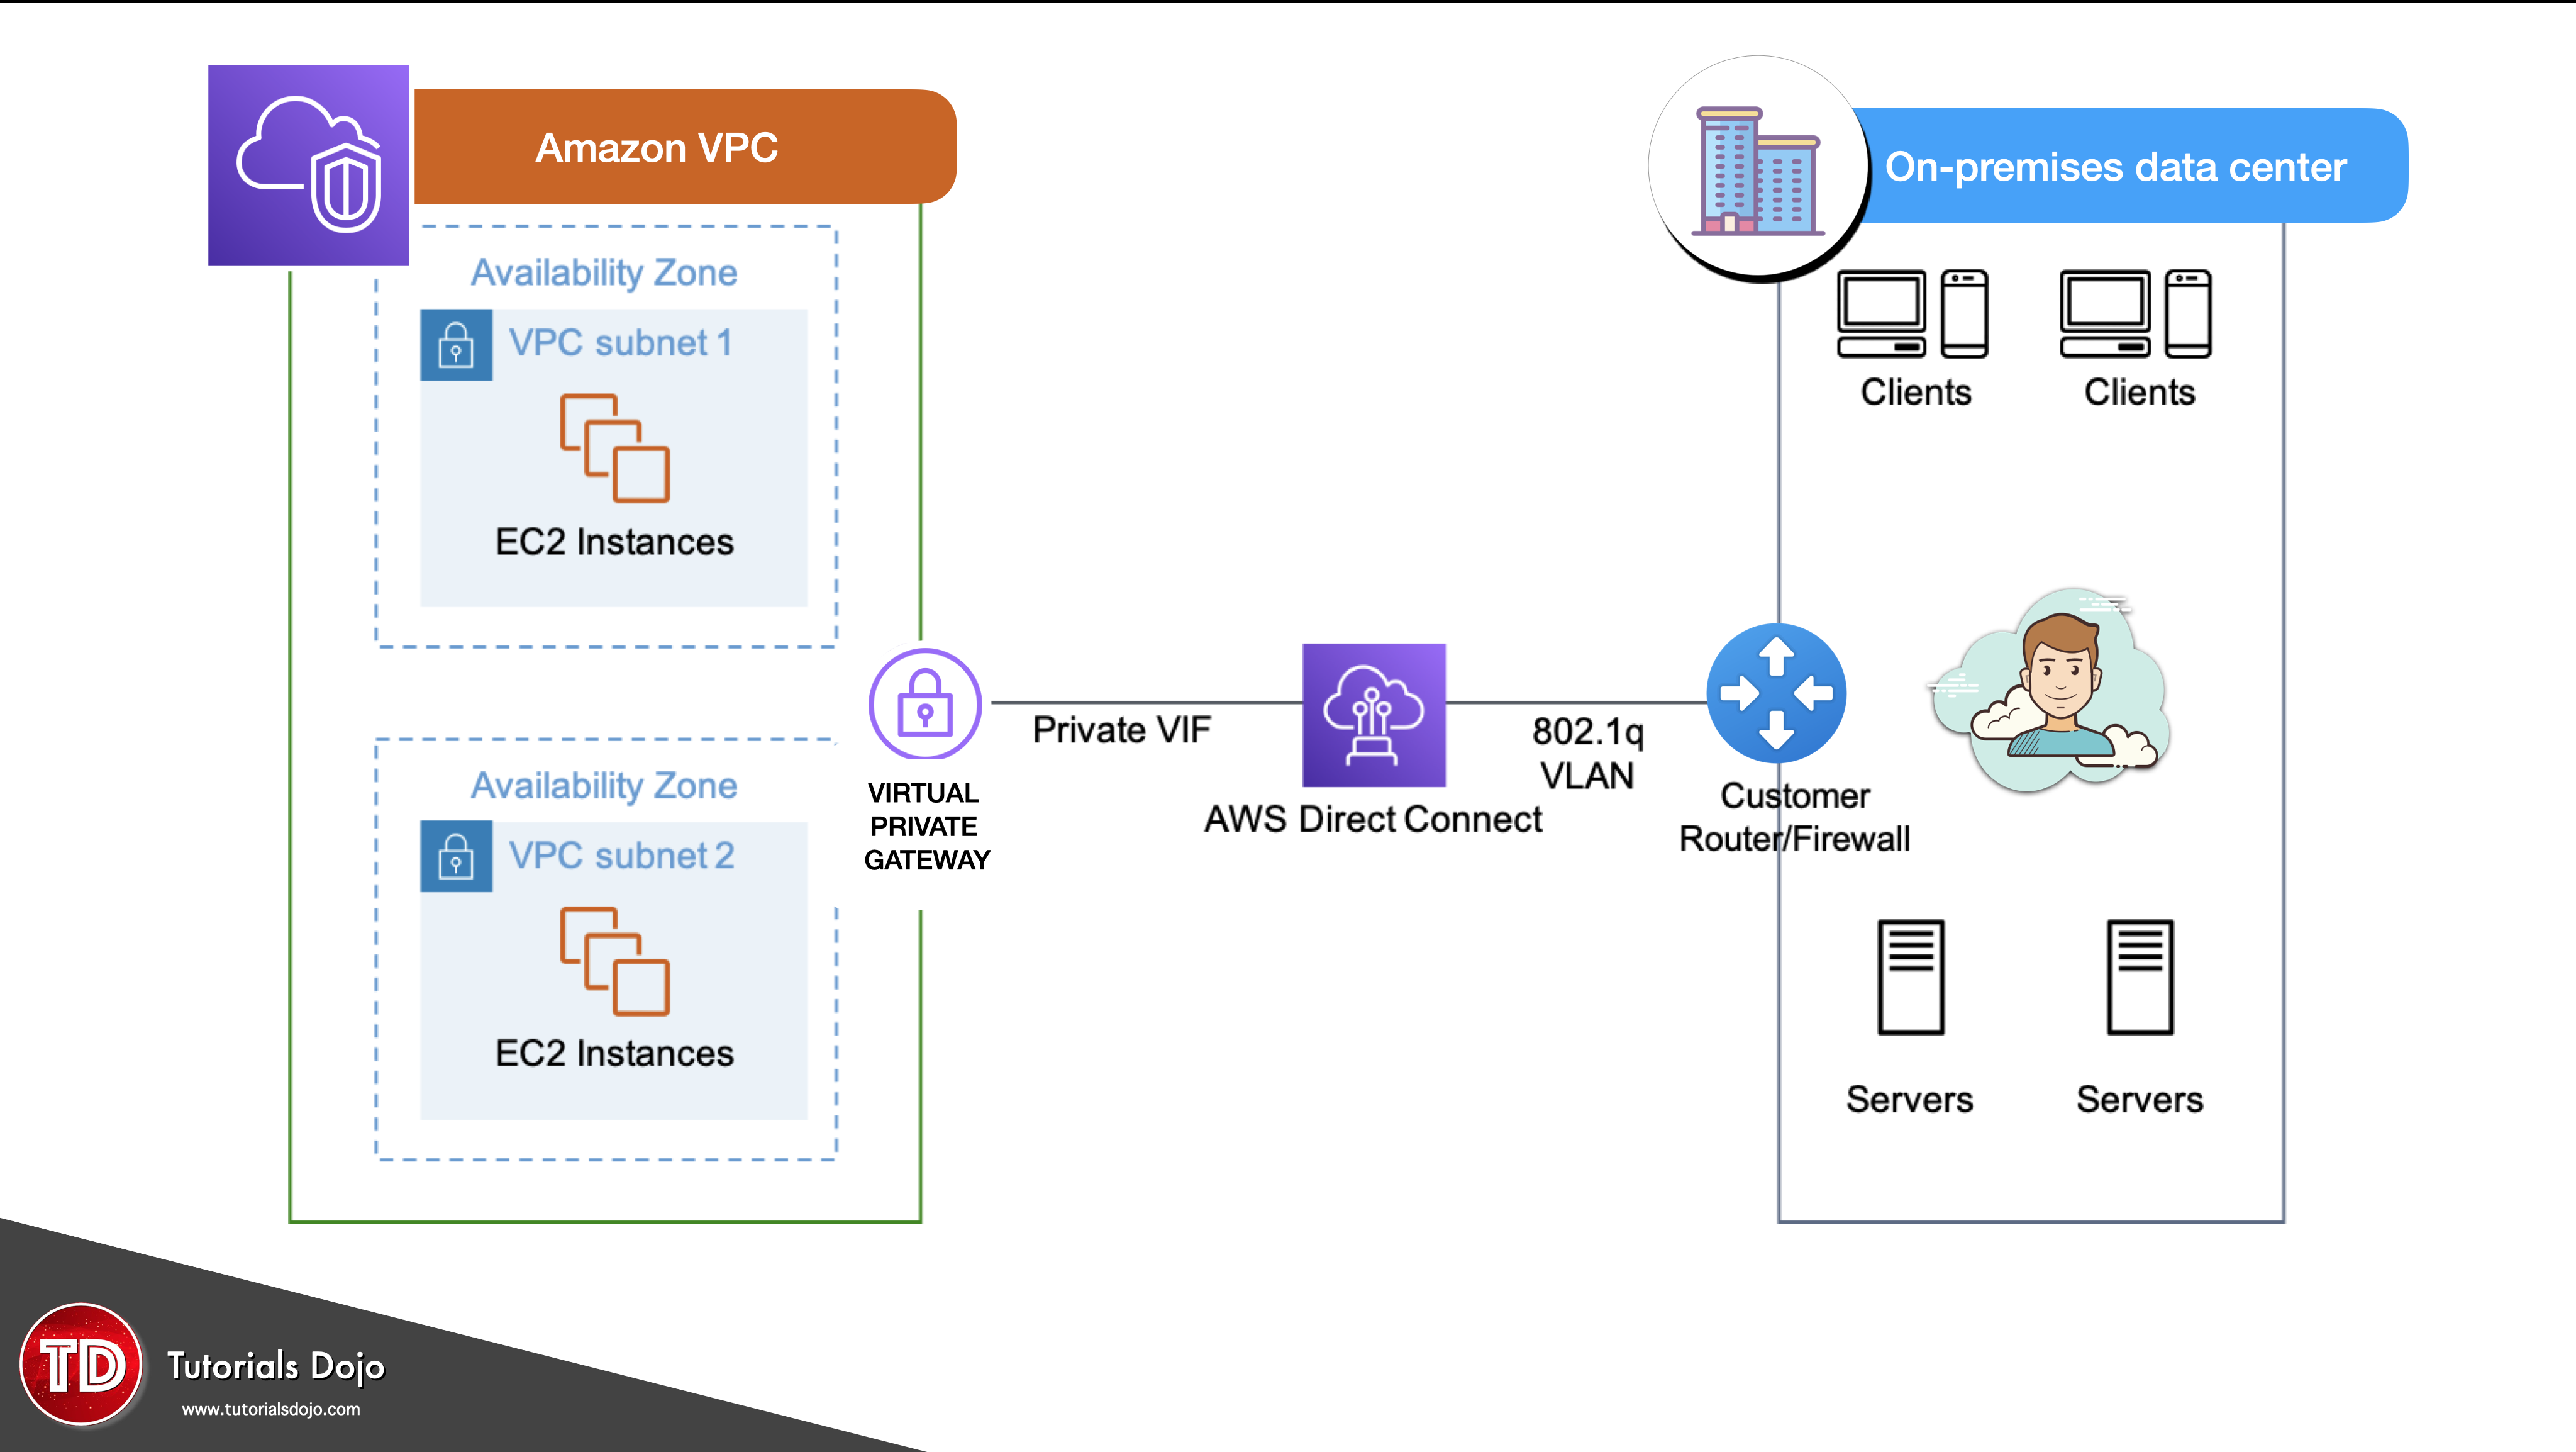 Amazon VPC
On-premises data center
Availability Zone
VPC subnet 1
EC2 Instances
Availability Zone
VPC subnet 2
EC2 Instances
VIRTUAL
PRIVATE
GATEWAY
Private VIF
AWS Direct Connect
802.1q
VLAN
Customer
Router/Firewall
Clients
Clients
Servers
Servers
TD
Tutorials Dojo
www.tutorialsdojo.com